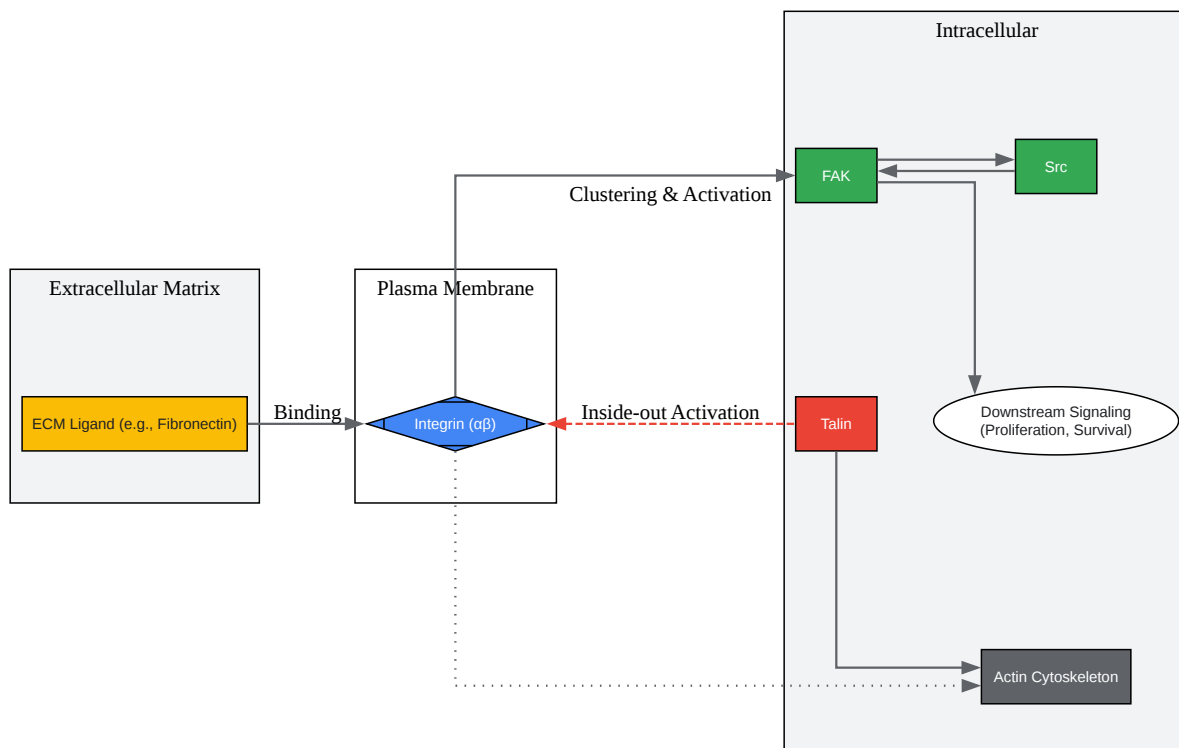 Intracellular
FAK
Src
Clustering & Activation
Extracellular Matrix
Plasma Membrane
ECM Ligand (e.g., Fibronectin)
Binding
Integrin (αβ)
Inside-out Activation
Talin
Downstream Signaling
(Proliferation, Survival)
Actin Cytoskeleton